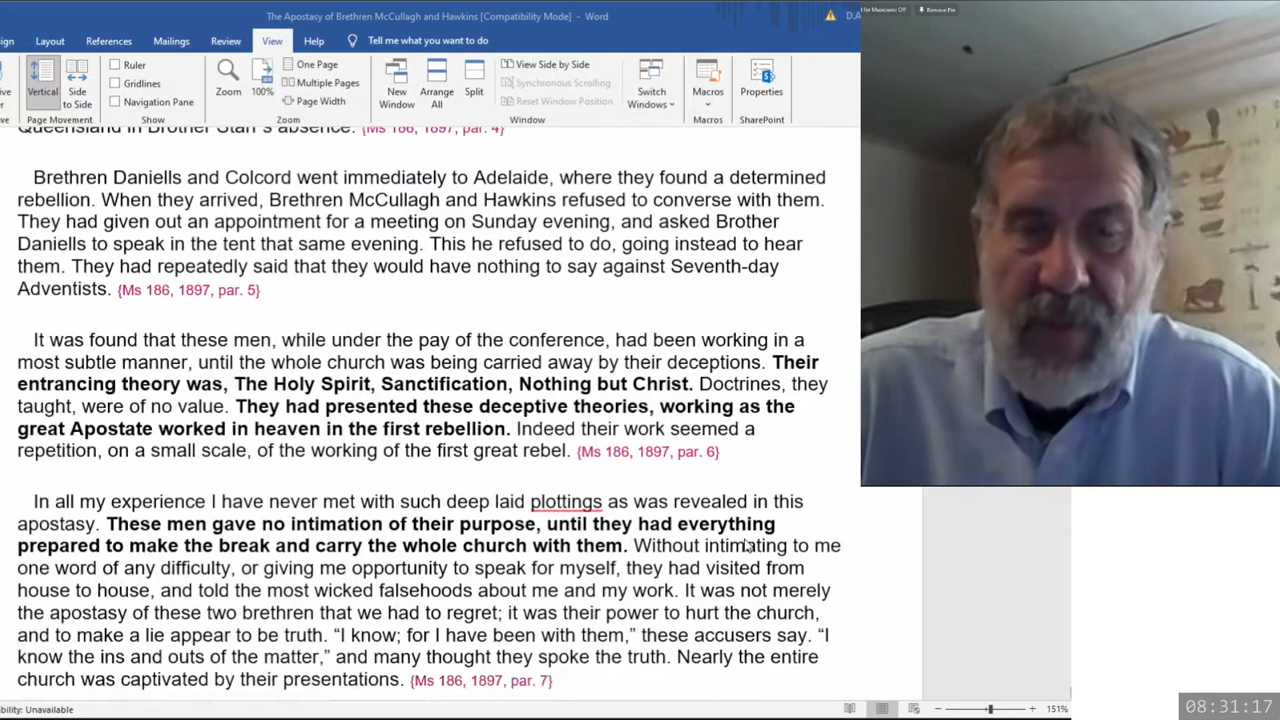 The Apostasy of Brethren McCullagh and Hawkins [Compatibility Mode] - Word
D.A
for Musicians: Off
Remove Pin
sign Layout References Mailings Review View Help Tell me what you want to do
Vertical
Side to Side
Page Movement
Ruler
Gridlines
Navigation Pane
Show
Zoom
100%
One Page
Multiple Pages
Page Width
Zoom
New Window
Arrange All
Split
View Side by Side
Synchronous Scrolling
Reset Window Position
Window
Switch Windows
Macros
Macros
Properties
SharePoint
Queensland in Brother Starr's absence. {Ms 186, 1897, par. 4}
Brethren Daniells and Colcord went immediately to Adelaide, where they found a determined
rebellion. When they arrived, Brethren McCullagh and Hawkins refused to converse with them.
They had given out an appointment for a meeting on Sunday evening, and asked Brother
Daniells to speak in the tent that same evening. This he refused to do, going instead to hear
them. They had repeatedly said that they would have nothing to say against Seventh-day
Adventists. {Ms 186, 1897, par. 5}
It was found that these men, while under the pay of the conference, had been working in a
most subtle manner, until the whole church was being carried away by their deceptions. Their
entrancing theory was, The Holy Spirit, Sanctification, Nothing but Christ. Doctrines, they
taught, were of no value. They had presented these deceptive theories, working as the
great Apostate worked in heaven in the first rebellion. Indeed their work seemed a
repetition, on a small scale, of the working of the first great rebel. {Ms 186, 1897, par. 6}
In all my experience I have never met with such deep laid plottings as was revealed in this
apostasy. These men gave no intimation of their purpose, until they had everything
prepared to make the break and carry the whole church with them. Without intimating to me
one word of any difficulty, or giving me opportunity to speak for myself, they had visited from
house to house, and told the most wicked falsehoods about me and my work. It was not merely
the apostasy of these two brethren that we had to regret; it was their power to hurt the church,
and to make a lie appear to be truth. "I know; for I have been with them," these accusers say. "I
know the ins and outs of the matter," and many thought they spoke the truth. Nearly the entire
church was captivated by their presentations. {Ms 186, 1897, par. 7}
bility: Unavailable
151%
08:31:17